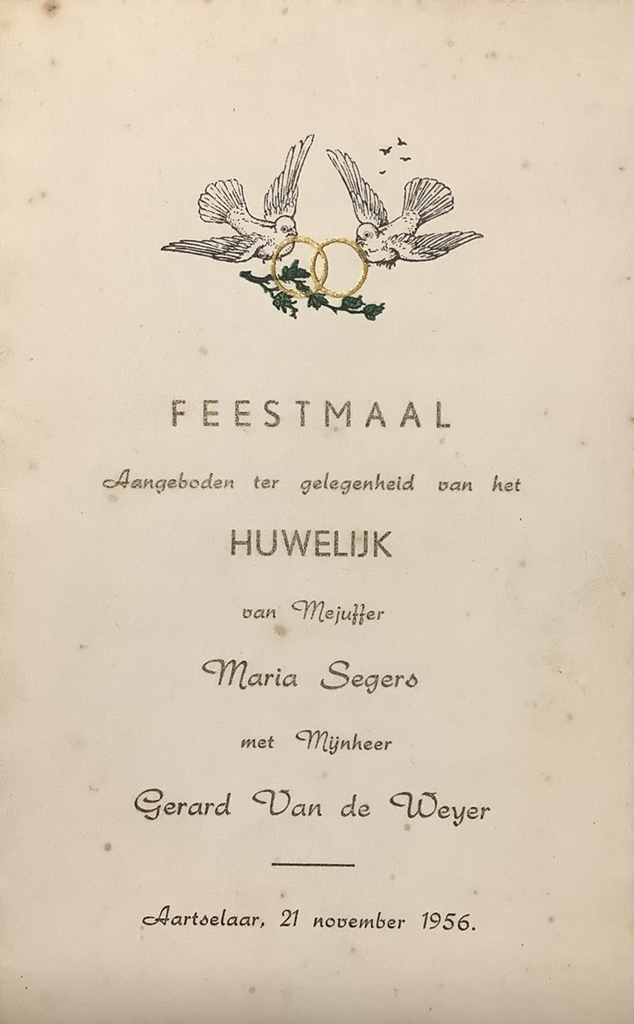 FEESTMAAL
Aangeboden ter gelegenheid van het
HUWELIJK
van Mejuffer
Maria Segers
met Mijnheer
Gerard Van de Weyer
Aartselaar, 21 november 1956.